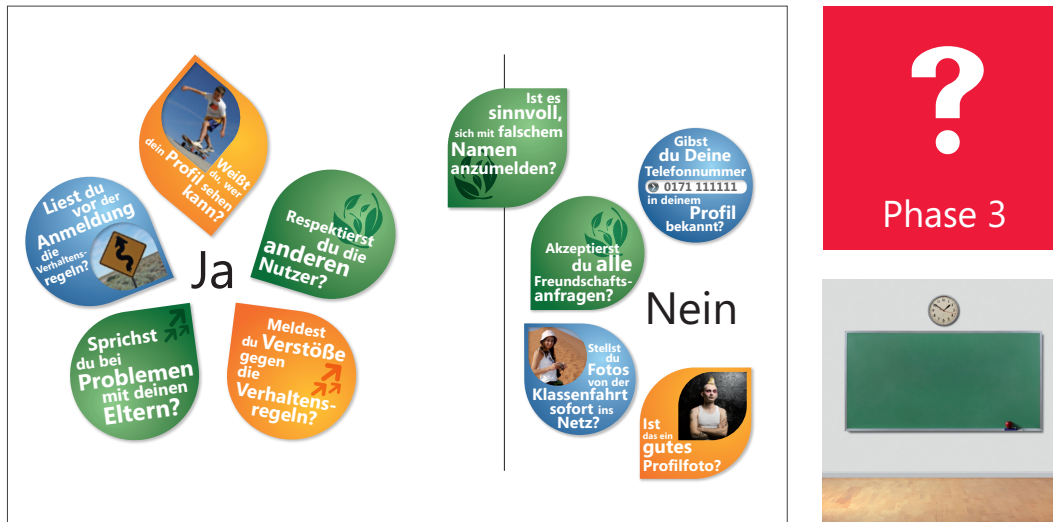 Weißt
du, wer
dein Profil sehen
kann?
Liest du
vor der
Anmeldung
die
Verhaltens-
regeln?
Respektierst
du die
anderen
Nutzer?
Ja
Sprichst
du bei
Problemen
mit deinen
Eltern?
Meldest
du Verstöße
gegen
die
Verhaltens-
regeln?
Ist es
sinnvoll,
sich mit falschem
Namen
anzumelden?
Gibst
du Deine
Telefonnummer
0171 111111
in deinem
Profil
bekannt?
Akzeptierst
du alle
Freundschafts-
anfragen?
Nein
Stellst
du
Fotos
von der
Klassenfahrt
sofort ins
Netz?
Ist
das ein
gutes
Profilfoto?
?
Phase 3